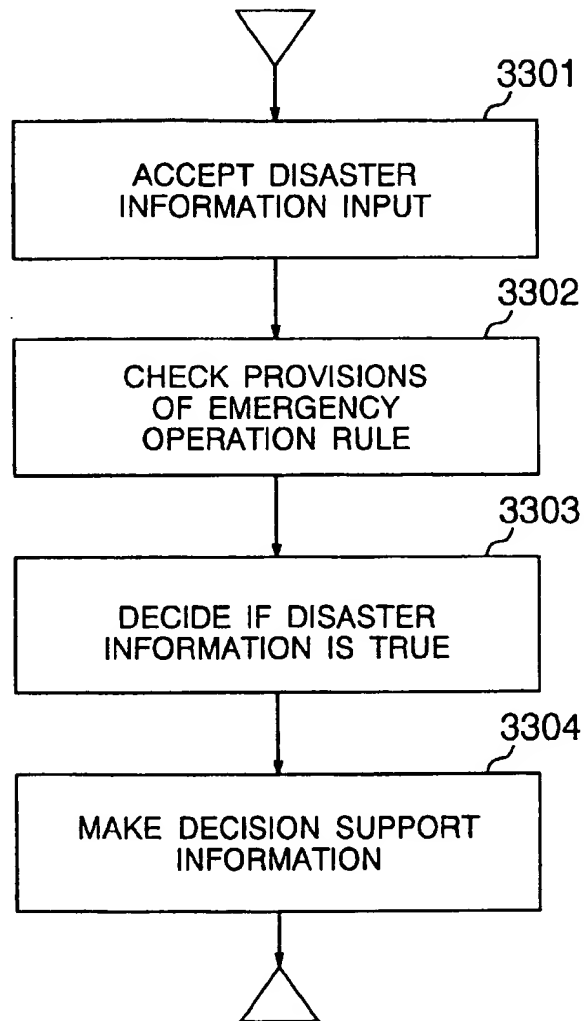 3301
ACCEPT DISASTER
INFORMATION INPUT
3302
CHECK PROVISIONS
OF EMERGENCY
OPERATION RULE
3303
DECIDE IF DISASTER
INFORMATION IS TRUE
3304
MAKE DECISION SUPPORT
INFORMATION